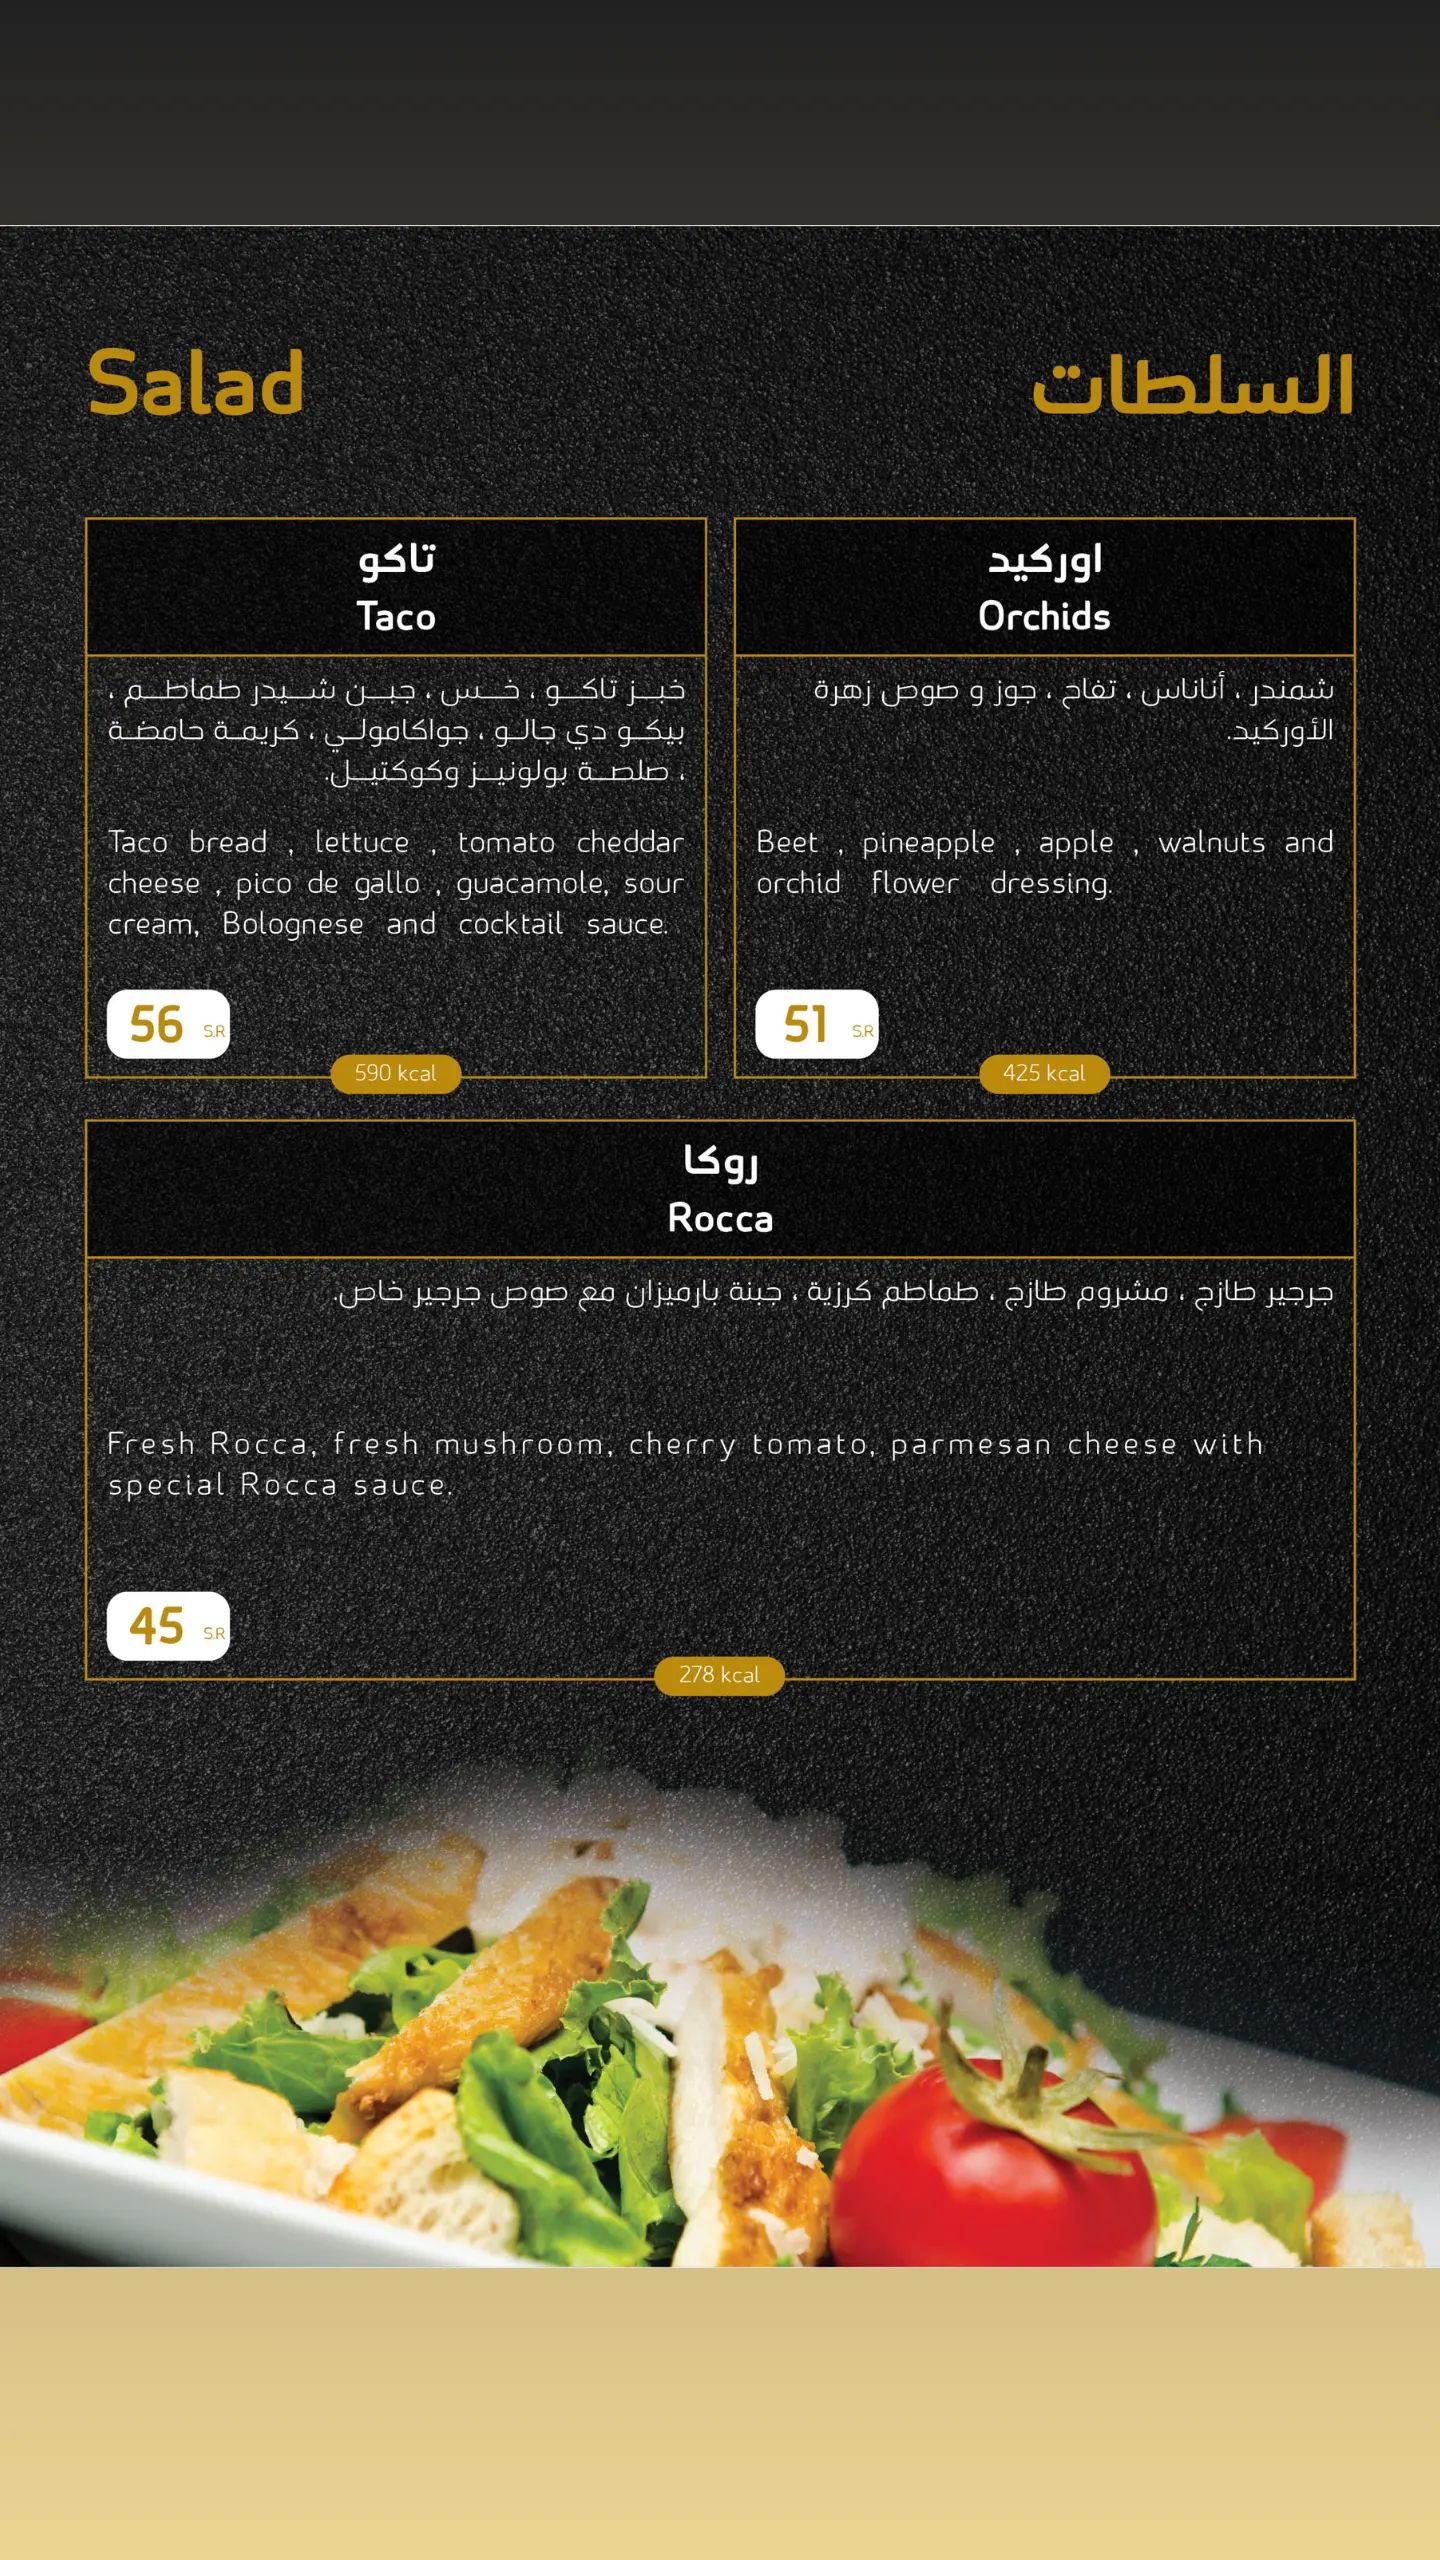 Salad
السلطات
تاكو
Taco
خبز تاكو ، خس ، جبن شيدر طماطم ،
بيكو دي جالو ، جواكامولي ، كريمة حامضة
، صلصة بولونيز وكوكتيل.
Taco bread , lettuce , tomato cheddar
cheese , pico de gallo , guacamole, sour
cream, Bolognese and cocktail sauce.
56 S.R
590 kcal
اوركيد
Orchids
شمندر ، أناناس ، تفاح ، جوز و صوص زهرة
الأوركيد.
Beet , pineapple , apple , walnuts and
orchid flower dressing.
51 S.R
425 kcal
روكا
Rocca
جرجير طازج ، مشروم طازج ، طماطم كرزية ، جبنة بارميزان مع صوص جرجير خاص.
Fresh Rocca, fresh mushroom, cherry tomato, parmesan cheese with
special Rocca sauce.
45 S.R
278 kcal